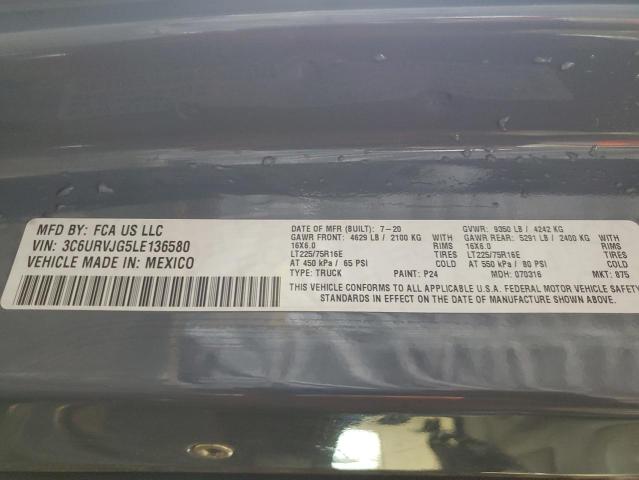 MFD BY: FCA US LLC
VIN: 3C6URVJG5LE136580
VEHICLE MADE IN: MEXICO
DATE OF MFR (BUILT): 7-20 GVWR: 9350 LB / 4242 KG
GAWR FRONT: 4629 LB / 2100 KG WITH GAWR REAR: 5291 LB / 2400 KG WITH
16X6.0 RIMS 16X6.0 RIMS
LT225/75R16E TIRES LT225/75R16E TIRES
AT 450 kPa / 65 PSI COLD AT 550 kPa / 80 PSI COLD
TYPE: TRUCK PAINT: P24 MDH: 070316 MKT: 875
THIS VEHICLE CONFORMS TO ALL APPLICABLE U.S.A. FEDERAL MOTOR VEHICLE SAFETY
STANDARDS IN EFFECT ON THE DATE OF MANUFACTURE SHOWN ABOVE.